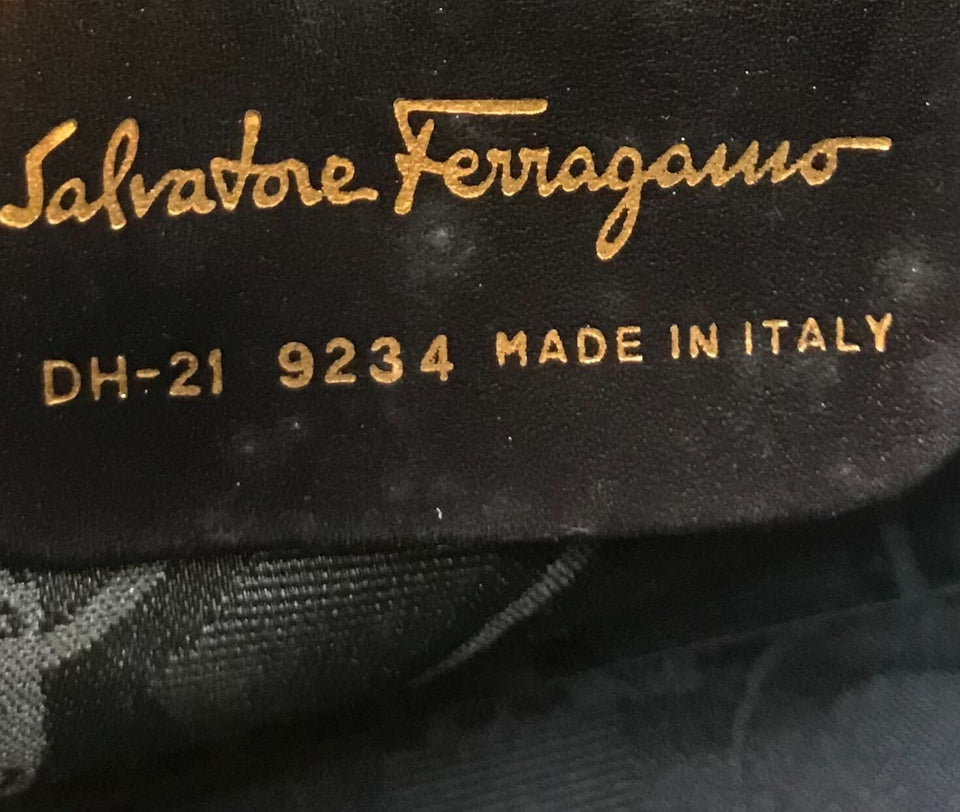 Salvatore Ferragamo
DH-21 9234 MADE IN ITALY